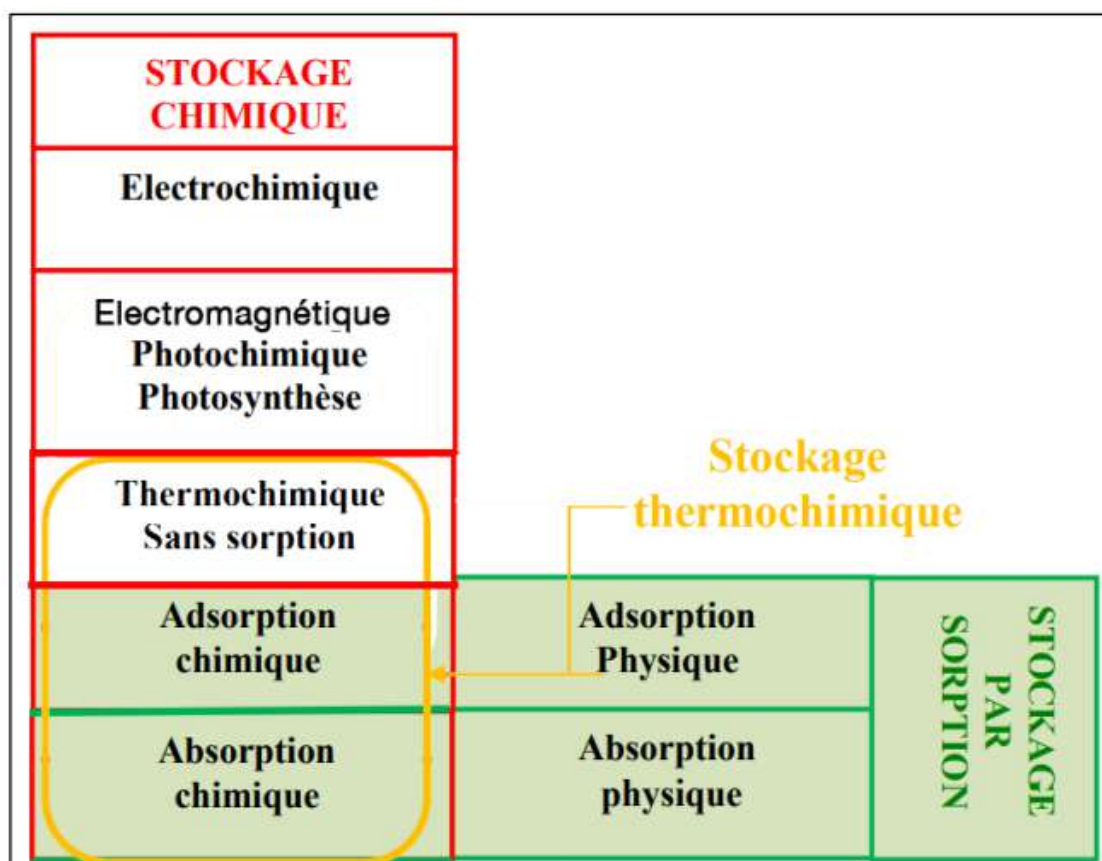 STOCKAGE
CHIMIQUE
Electrochimique
Electromagnétique
Photochimique
Photosynthèse
Thermochimique
Sans sorption
Stockage
thermochimique
Adsorption
chimique
Adsorption
Physique
Absorption
chimique
Absorption
physique
STOCKAGE
PAR
SORPTION